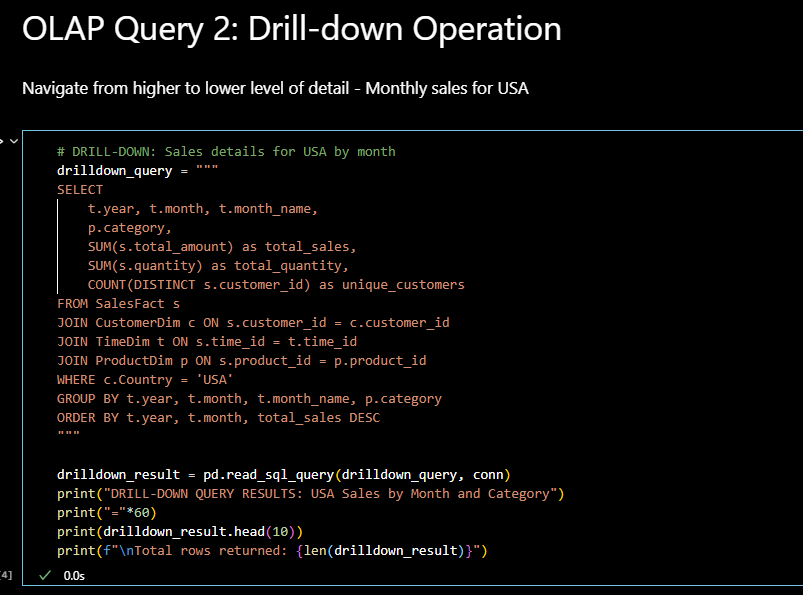 OLAP Query 2: Drill-down Operation
Navigate from higher to lower level of detail - Monthly sales for USA
# DRILL-DOWN: Sales details for USA by month
drilldown_query = """
SELECT
    t.year, t.month, t.month_name,
    p.category,
    SUM(s.total_amount) as total_sales,
    SUM(s.quantity) as total_quantity,
    COUNT(DISTINCT s.customer_id) as unique_customers
FROM SalesFact s
JOIN CustomerDim c ON s.customer_id = c.customer_id
JOIN TimeDim t ON s.time_id = t.time_id
JOIN ProductDim p ON s.product_id = p.product_id
WHERE c.Country = 'USA'
GROUP BY t.year, t.month, t.month_name, p.category
ORDER BY t.year, t.month, total_sales DESC
"""
drilldown_result = pd.read_sql_query(drilldown_query, conn)
print("DRILL-DOWN QUERY RESULTS: USA Sales by Month and Category")
print("="*60)
print(drilldown_result.head(10))
print(f"\nTotal rows returned: {len(drilldown_result)}")
4] 0.0s